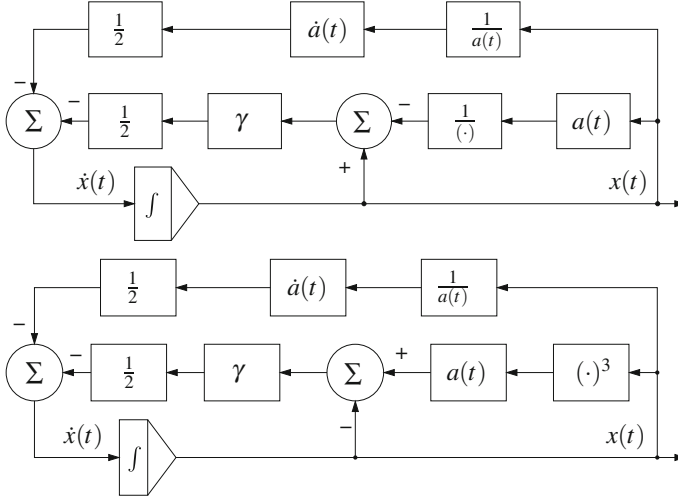 1/2 ȧ(t) 1/a(t)
−
Σ − 1/2 γ Σ − 1/(·) a(t)
+
ẋ(t) ∫ x(t)
1/2 ȧ(t) 1/a(t)
−
Σ − 1/2 γ Σ + a(t) (·)³
−
ẋ(t) ∫ x(t)